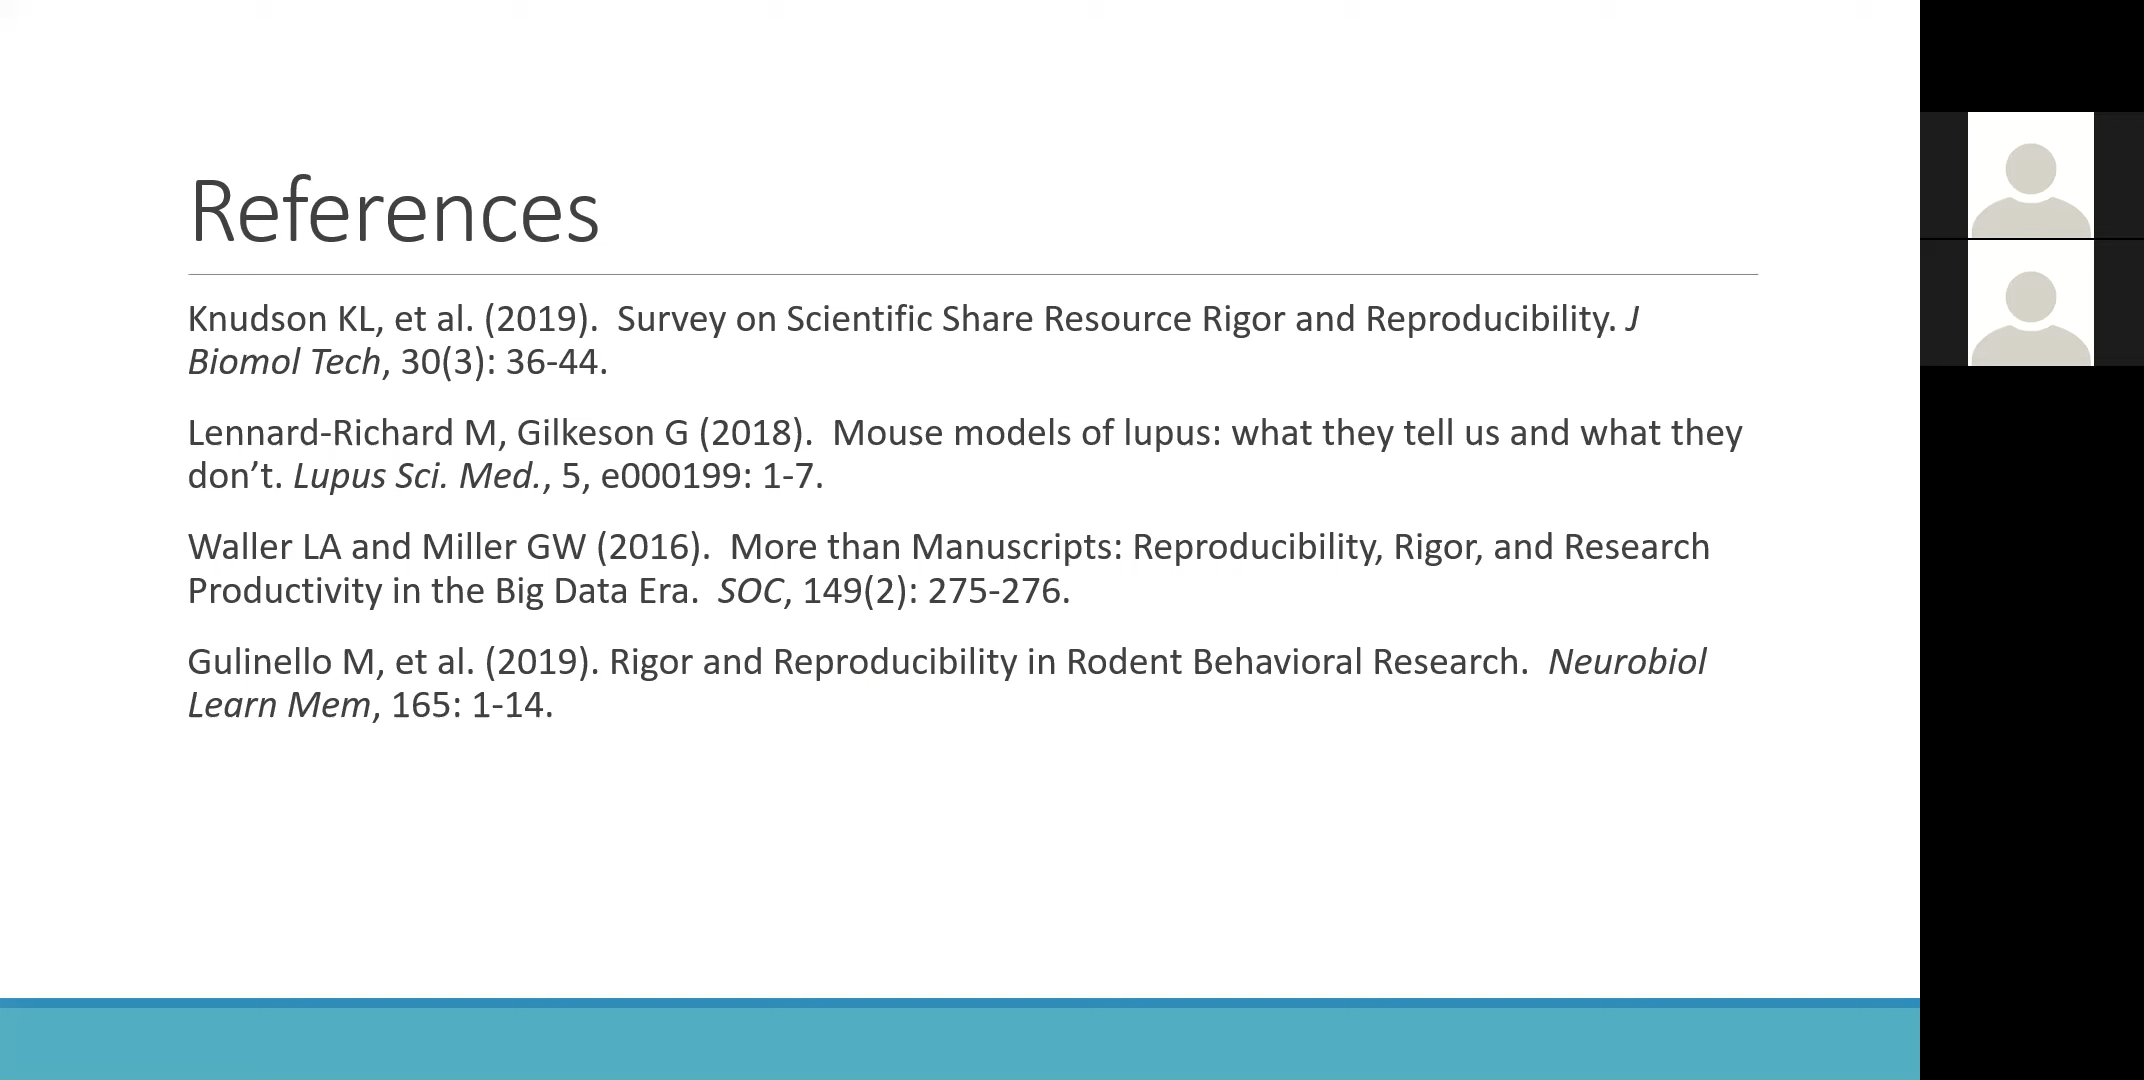 References
Knudson KL, et al. (2019).  Survey on Scientific Share Resource Rigor and Reproducibility. J
Biomol Tech, 30(3): 36-44.
Lennard-Richard M, Gilkeson G (2018).  Mouse models of lupus: what they tell us and what they
don’t. Lupus Sci. Med., 5, e000199: 1-7.
Waller LA and Miller GW (2016).  More than Manuscripts: Reproducibility, Rigor, and Research
Productivity in the Big Data Era.  SOC, 149(2): 275-276.
Gulinello M, et al. (2019). Rigor and Reproducibility in Rodent Behavioral Research.  Neurobiol
Learn Mem, 165: 1-14.